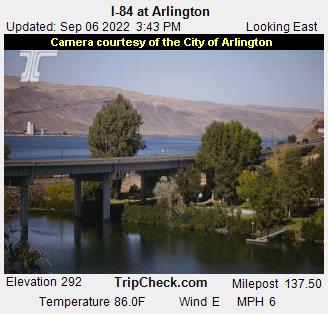 I-84 at Arlington
Updated: Sep 06 2022 3:43 PM Looking East
Camera courtesy of the City of Arlington
Elevation 292 TripCheck.com Milepost 137.50
Temperature 86.0F Wind E MPH 6